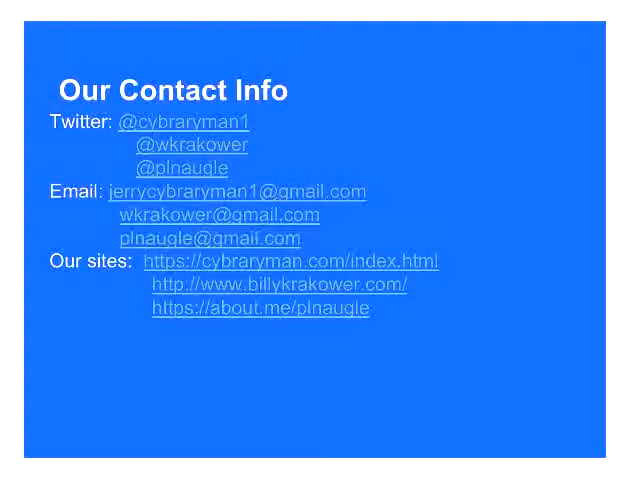 Our Contact Info
Twitter: @cybraryman1
@wkrakower
@plnaugle
Email: jerrycybraryman1@gmail.com
wkrakower@gmail.com
plnaugle@gmail.com
Our sites: https://cybraryman.com/index.html
http://www.billykrakower.com/
https://about.me/plnaugle